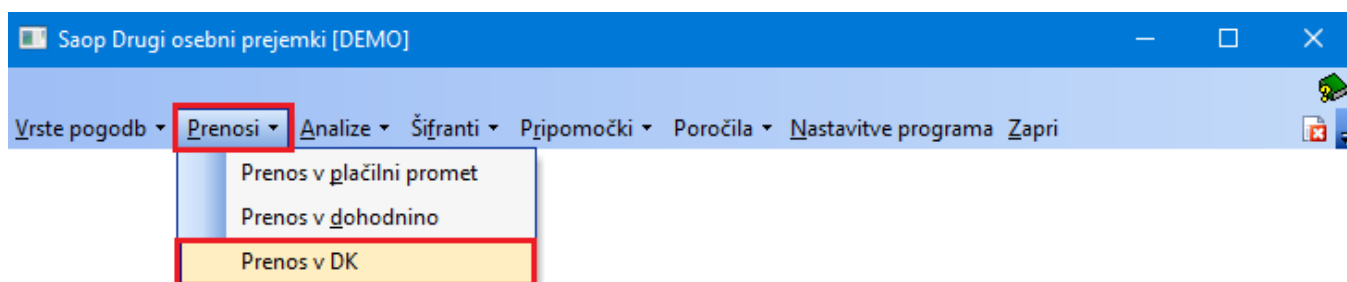 Saop Drugi osebni prejemki [DEMO]
Vrste pogodb Prenosi Analize Šifranti Pripomočki Poročila Nastavitve programa Zapri
Prenos v plačilni promet
Prenos v dohodnino
Prenos v DK